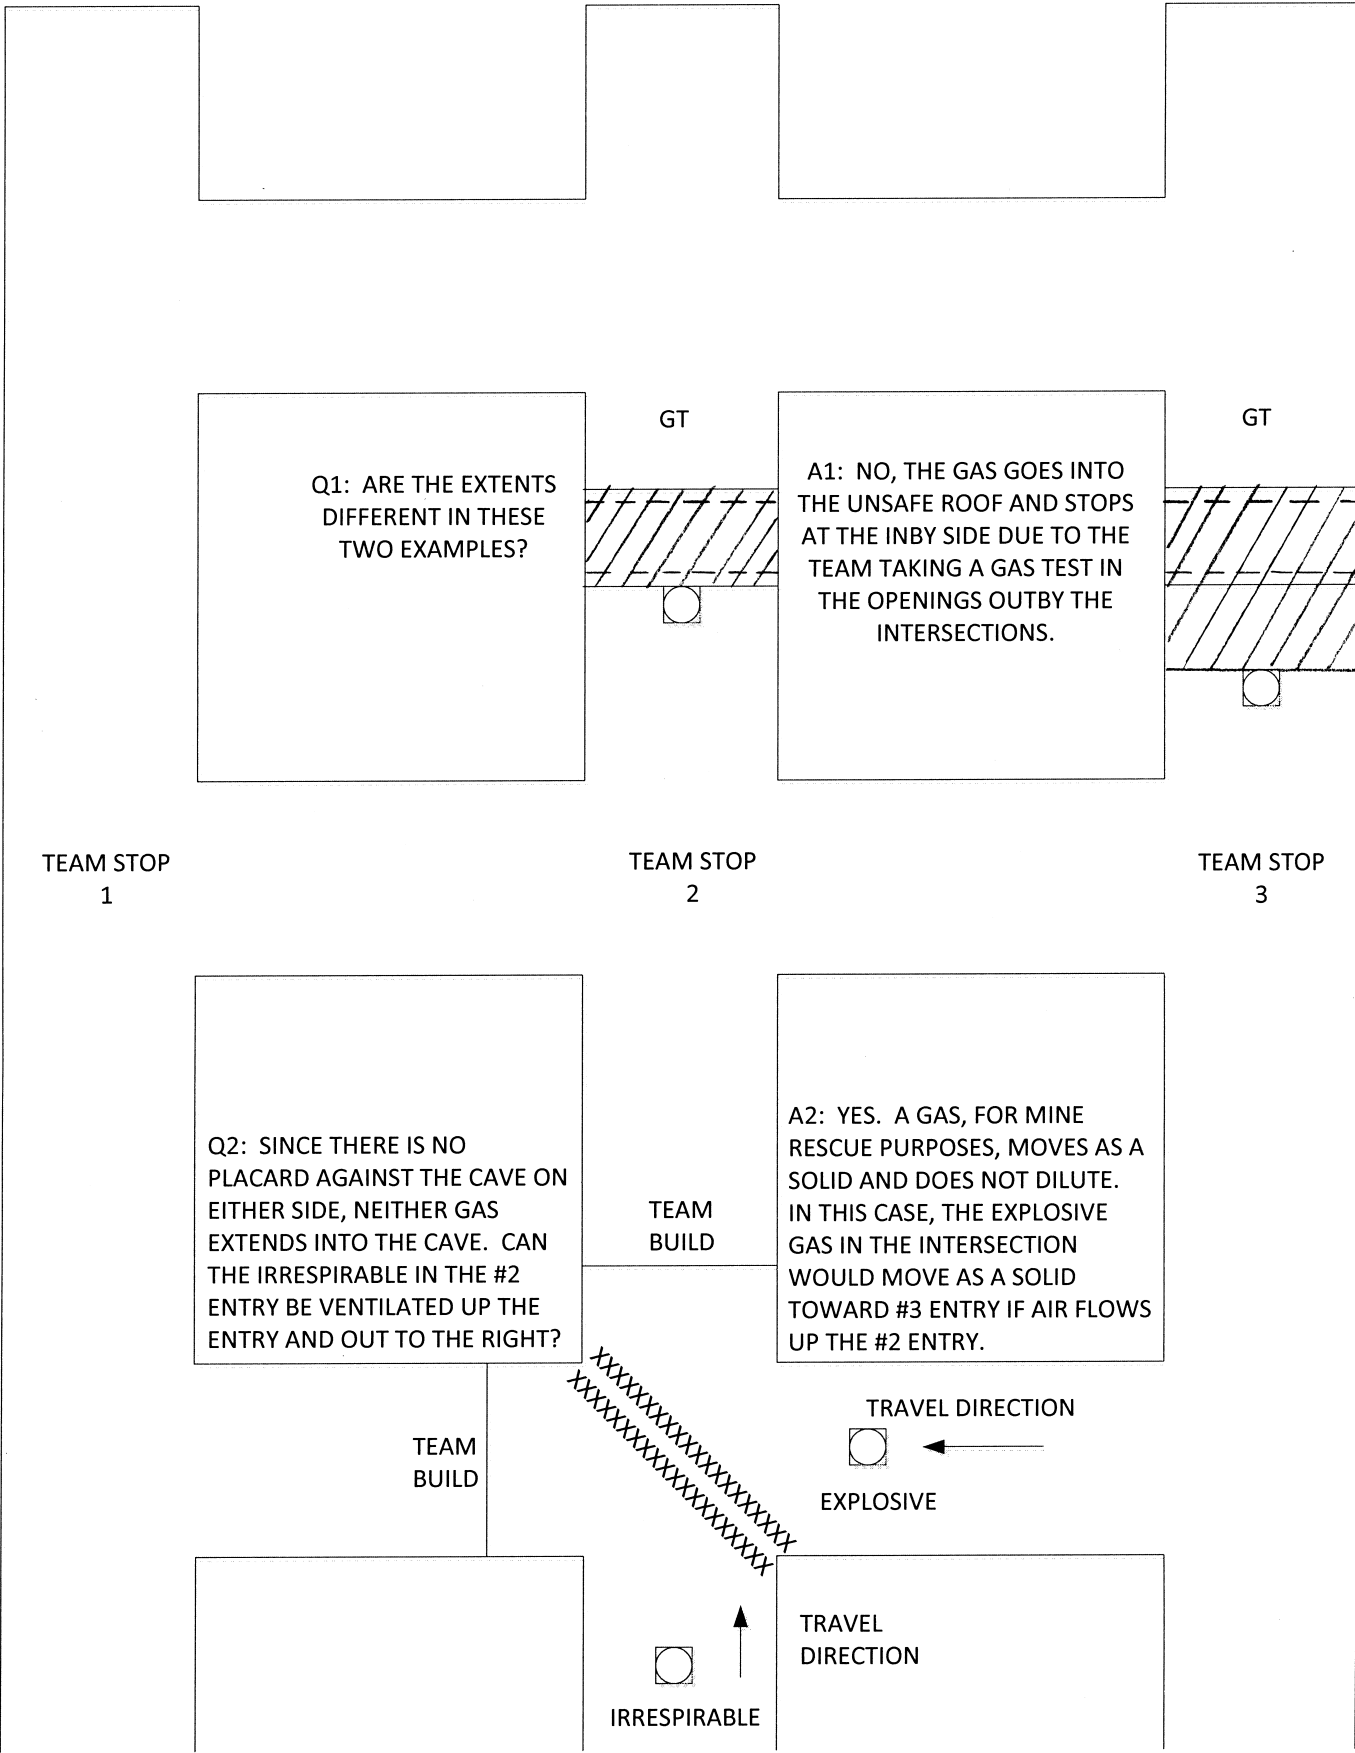 GT
GT
Q1: ARE THE EXTENTS
DIFFERENT IN THESE
TWO EXAMPLES?
A1: NO, THE GAS GOES INTO
THE UNSAFE ROOF AND STOPS
AT THE INBY SIDE DUE TO THE
TEAM TAKING A GAS TEST IN
THE OPENINGS OUTBY THE
INTERSECTIONS.
TEAM STOP
1
TEAM STOP
2
TEAM STOP
3
Q2: SINCE THERE IS NO
PLACARD AGAINST THE CAVE ON
EITHER SIDE, NEITHER GAS
EXTENDS INTO THE CAVE. CAN
THE IRRESPIRABLE IN THE #2
ENTRY BE VENTILATED UP THE
ENTRY AND OUT TO THE RIGHT?
TEAM
BUILD
A2: YES. A GAS, FOR MINE
RESCUE PURPOSES, MOVES AS A
SOLID AND DOES NOT DILUTE.
IN THIS CASE, THE EXPLOSIVE
GAS IN THE INTERSECTION
WOULD MOVE AS A SOLID
TOWARD #3 ENTRY IF AIR FLOWS
UP THE #2 ENTRY.
TEAM
BUILD
XXXXXXXXXXXXXXXXXXX
XXXXXXXXXXXXXXXXXXX
TRAVEL DIRECTION
EXPLOSIVE
TRAVEL
DIRECTION
IRRESPIRABLE